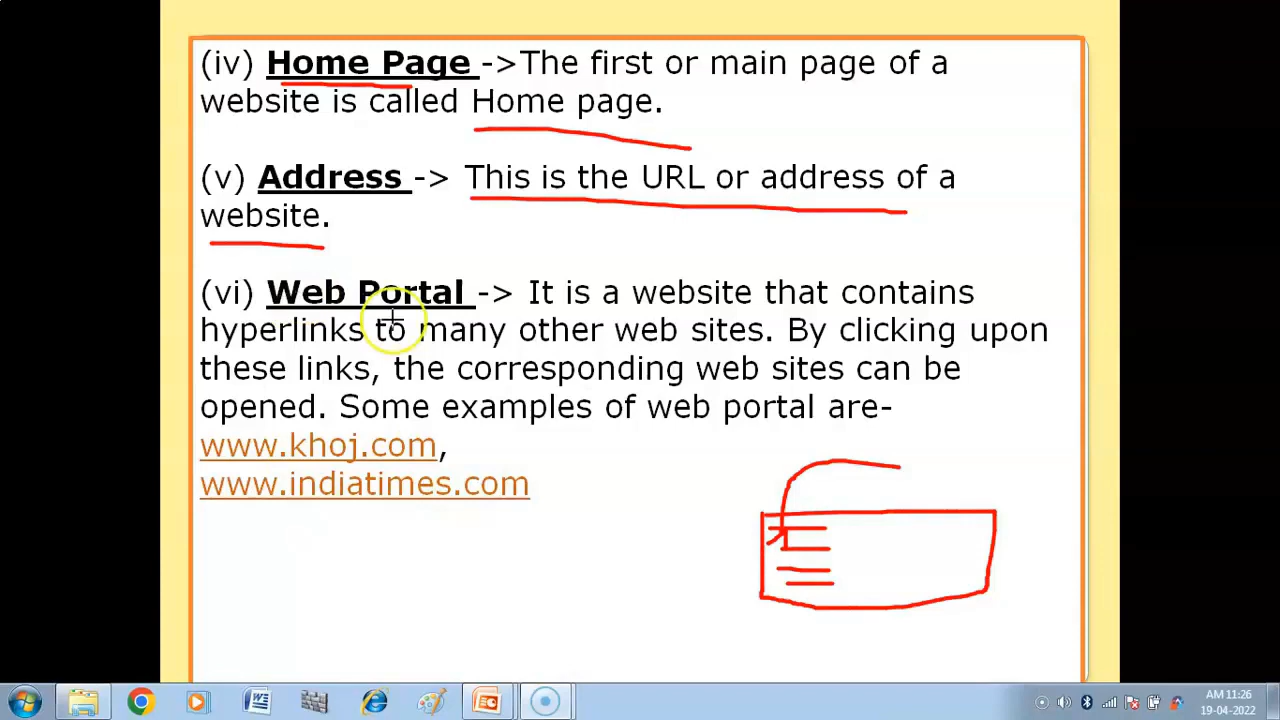 (iv) Home Page ->The first or main page of a
website is called Home page.
(v) Address -> This is the URL or address of a
website.
(vi) Web Portal -> It is a website that contains
hyperlinks to many other web sites. By clicking upon
these links, the corresponding web sites can be
opened. Some examples of web portal are-
www.khoj.com,
www.indiatimes.com
AM 11:26
19-04-2022